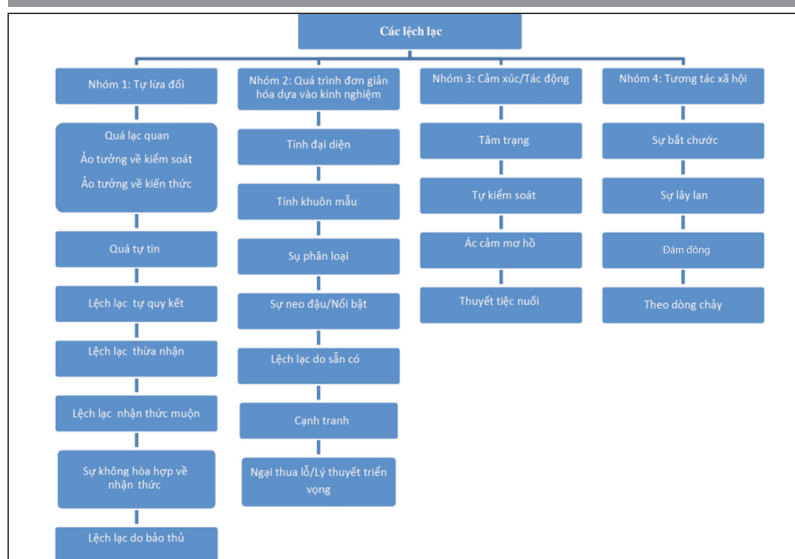 Các lệch lạc
Nhóm 1: Tự lừa dối
Quá lạc quan
Ảo tưởng về kiểm soát
Ảo tưởng về kiến thức
Quá tự tin
Lệch lạc tự quy kết
Lệch lạc thừa nhận
Lệch lạc nhận thức muộn
Sự không hòa hợp về
nhận thức
Lệch lạc do bảo thủ
Nhóm 2: Quá trình đơn giản
hóa dựa vào kinh nghiệm
Tính đại diện
Tính khuôn mẫu
Sụ phân loại
Sự neo đậu/Nổi bật
Lệch lạc do sẵn có
Cạnh tranh
Ngại thua lỗ/Lý thuyết triển
vọng
Nhóm 3: Cảm xúc/Tác động
Tâm trạng
Tự kiểm soát
Ác cảm mơ hồ
Thuyết tiệc nuối
Nhóm 4: Tương tác xã hội
Sự bắt chước
Sự lây lan
Đám đông
Theo dòng chảy